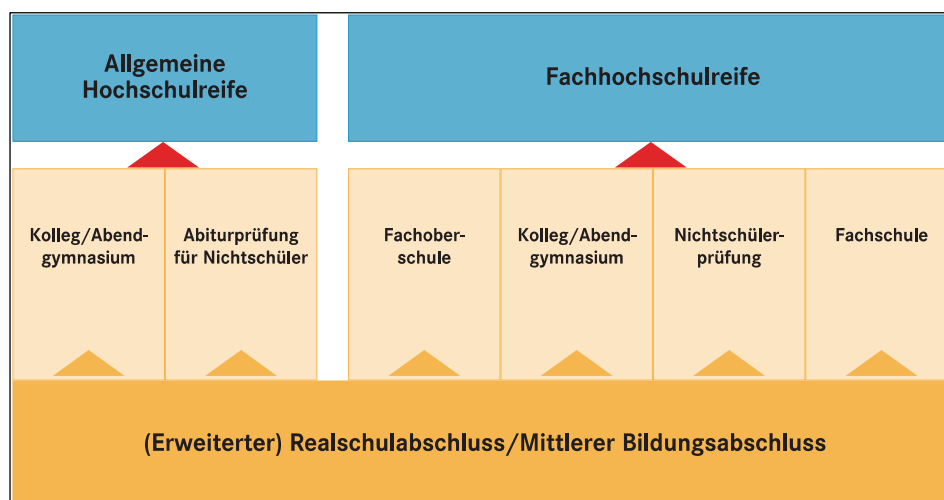 Allgemeine
Hochschulreife
Fachhochschulreife
Kolleg/Abend-
gymnasium
Abiturprüfung
für Nichtschüler
Fachober-
schule
Kolleg/Abend-
gymnasium
Nichtschüler-
prüfung
Fachschule
(Erweiterter) Realschulabschluss/Mittlerer Bildungsabschluss